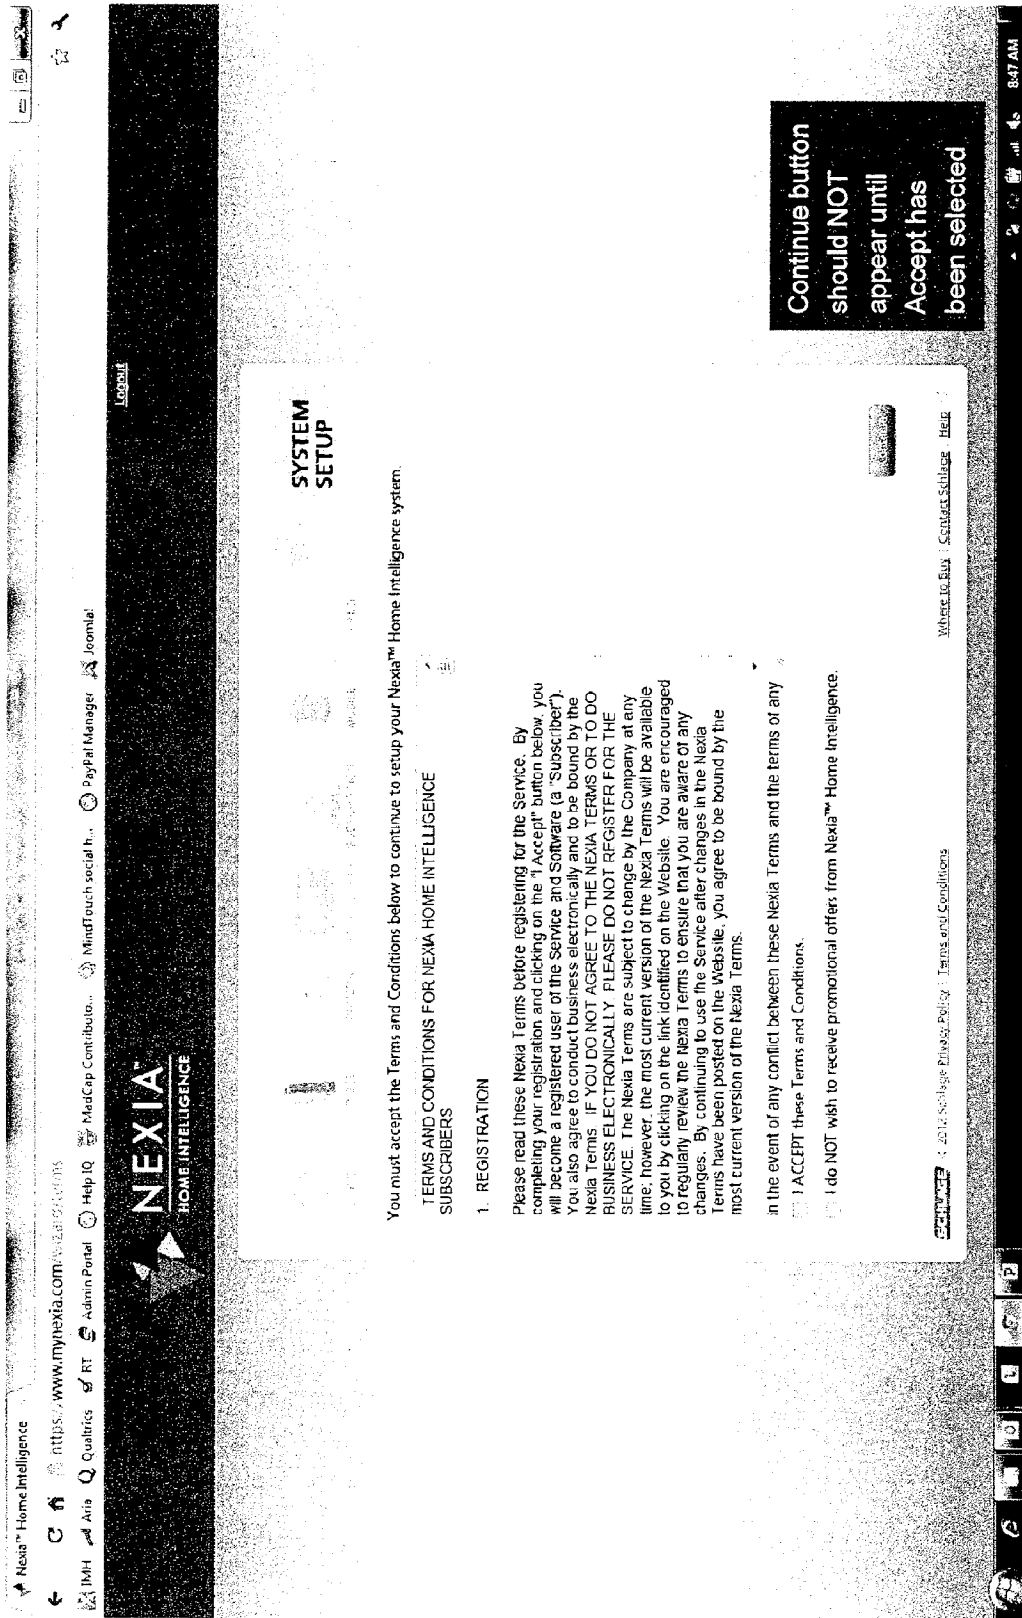 Nexia™ Home Intelligence
https://www.mynexia.com/
IMH Aria Qualtrics RT Admin Portal Help IQ MadCap Contributo... MindTouch social h... PayPal Manager Joomla!
NEXIA™
HOME INTELLIGENCE
Logout
SYSTEM
SETUP
You must accept the Terms and Conditions below to continue to setup your Nexia™ Home Intelligence system.
TERMS AND CONDITIONS FOR NEXIA HOME INTELLIGENCE
SUBSCRIBERS
1. REGISTRATION
Please read these Nexia Terms before registering for the Service. By
completing your registration and clicking on the "I Accept" button below, you
will become a registered user of the Service and Software (a "Subscriber").
You also agree to conduct business electronically and to be bound by the
Nexia Terms. IF YOU DO NOT AGREE TO THE NEXIA TERMS OR TO DO
BUSINESS ELECTRONICALLY, PLEASE DO NOT REGISTER FOR THE
SERVICE. The Nexia Terms are subject to change by the Company at any
time; however, the most current version of the Nexia Terms will be available
to you by clicking on the link identified on the Website. You are encouraged
to regularly review the Nexia Terms to ensure that you are aware of any
changes. By continuing to use the Service after changes in the Nexia
Terms have been posted on the Website, you agree to be bound by the
most current version of the Nexia Terms.
In the event of any conflict between these Nexia Terms and the terms of any
I ACCEPT these Terms and Conditions.
I do NOT wish to receive promotional offers from Nexia™ Home Intelligence.
Continue button
should NOT
appear until
Accept has
been selected
SCHLAGE © 2012 Schlage Privacy Policy | Terms and Conditions
Where to Buy | Contact Schlage | Help
8:47 AM